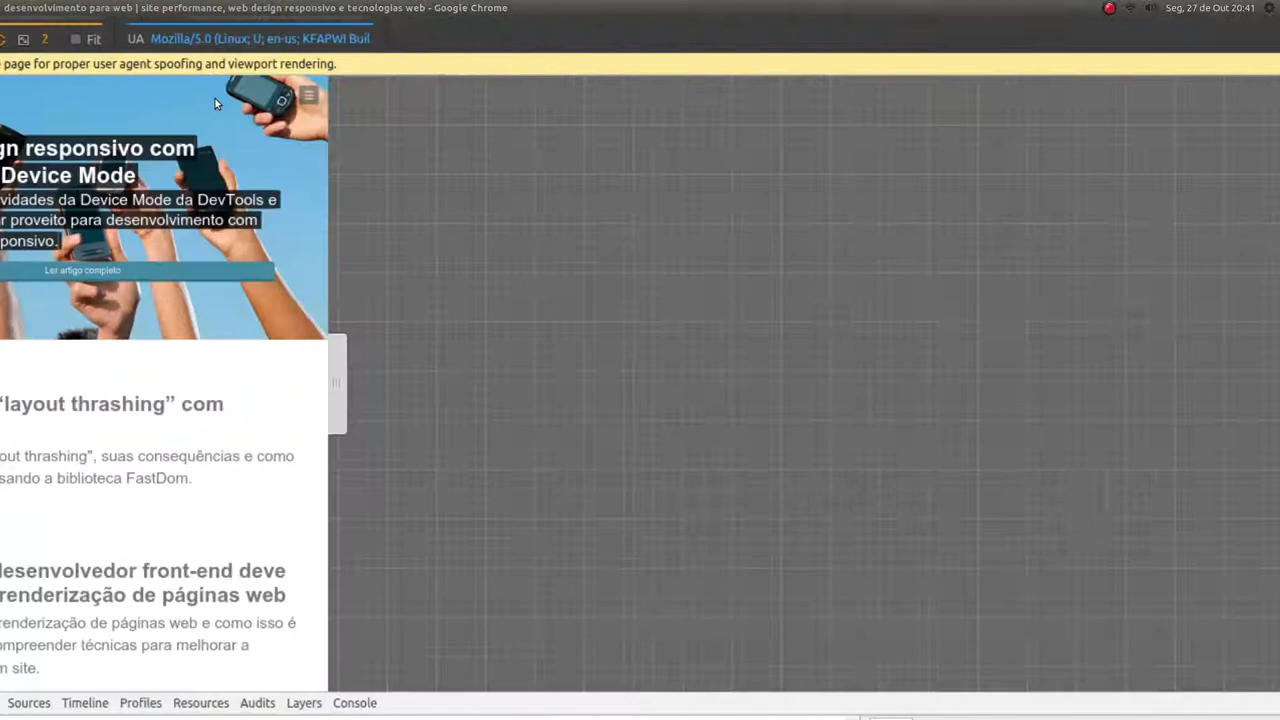 desenvolvimento para web | site performance, web design responsivo e tecnologias web - Google Chrome
Seg, 27 de Out 20:41
2 Fit UA Mozilla/5.0 (Linux; U; en-us; KFAPWI Buil
page for proper user agent spoofing and viewport rendering.
gn responsivo com
Device Mode
vidades da Device Mode da DevTools e
ar proveito para desenvolvimento com
ponsivo.
Ler artigo completo
“layout thrashing” com
out thrashing", suas consequências e como
sando a biblioteca FastDom.
desenvolvedor front-end deve
renderização de páginas web
renderização de páginas web e como isso é
ompreender técnicas para melhorar a
m site.
Sources Timeline Profiles Resources Audits Layers Console